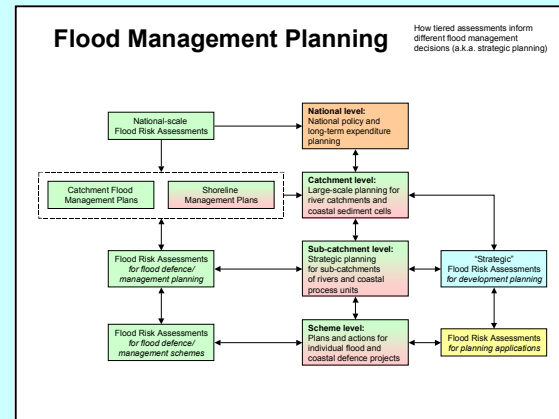 Flood Management Planning
How tiered assessments inform
different flood management
decisions (a.k.a. strategic planning)
National-scale
Flood Risk Assessments
National level:
National policy and
long-term expenditure
planning
Catchment Flood
Management Plans
Shoreline
Management Plans
Catchment level:
Large-scale planning for
river catchments and
coastal sediment cells
Flood Risk Assessments
for flood defence/
management planning
Sub-catchment level:
Strategic planning
for sub-catchments
of rivers and coastal
process units
"Strategic"
Flood Risk Assessments
for development planning
Flood Risk Assessments
for flood defence/
management schemes
Scheme level:
Plans and actions for
individual flood and
coastal defence projects
Flood Risk Assessments
for planning applications